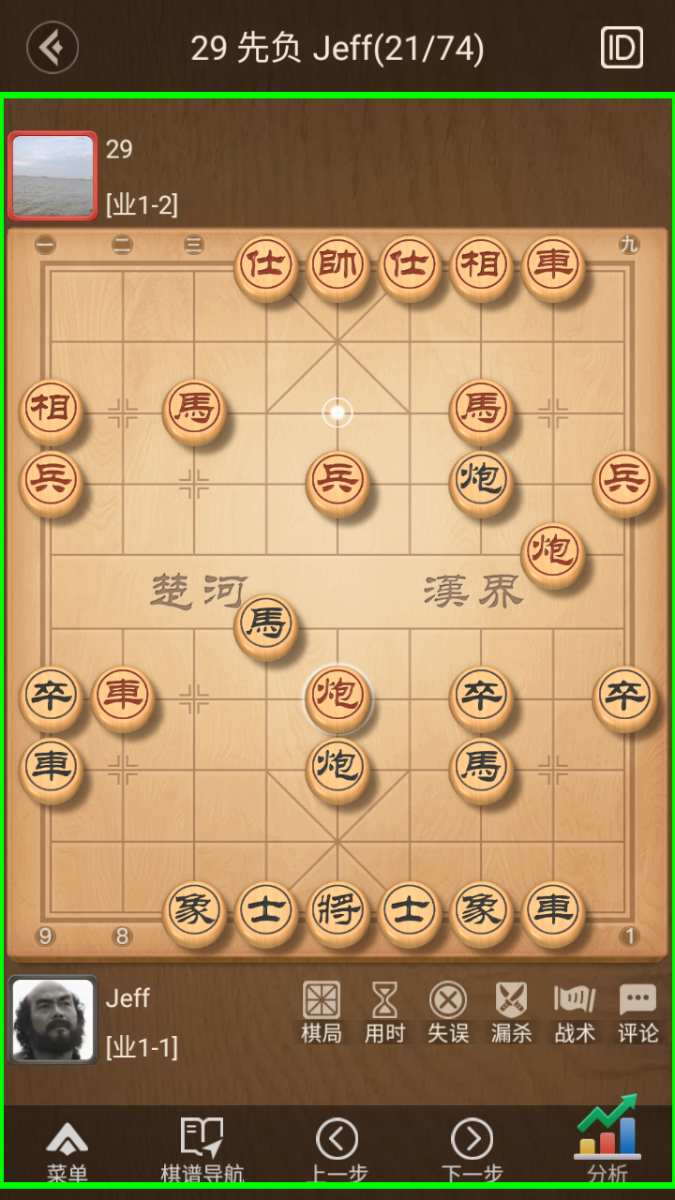 29 先负 Jeff(21/74)
ID
29
[业1-2]
一 二 三 九
仕 帥 仕 相 車
相 馬 馬
兵 兵 炮 兵
炮
楚河 漢界
馬
卒 車 炮 卒 卒
車 炮 馬
象 士 將 士 象 車
9 8 1
Jeff
[业1-1]
棋局 用时 失误 漏杀 战术 评论
菜单 棋谱导航 上一步 下一步 分析